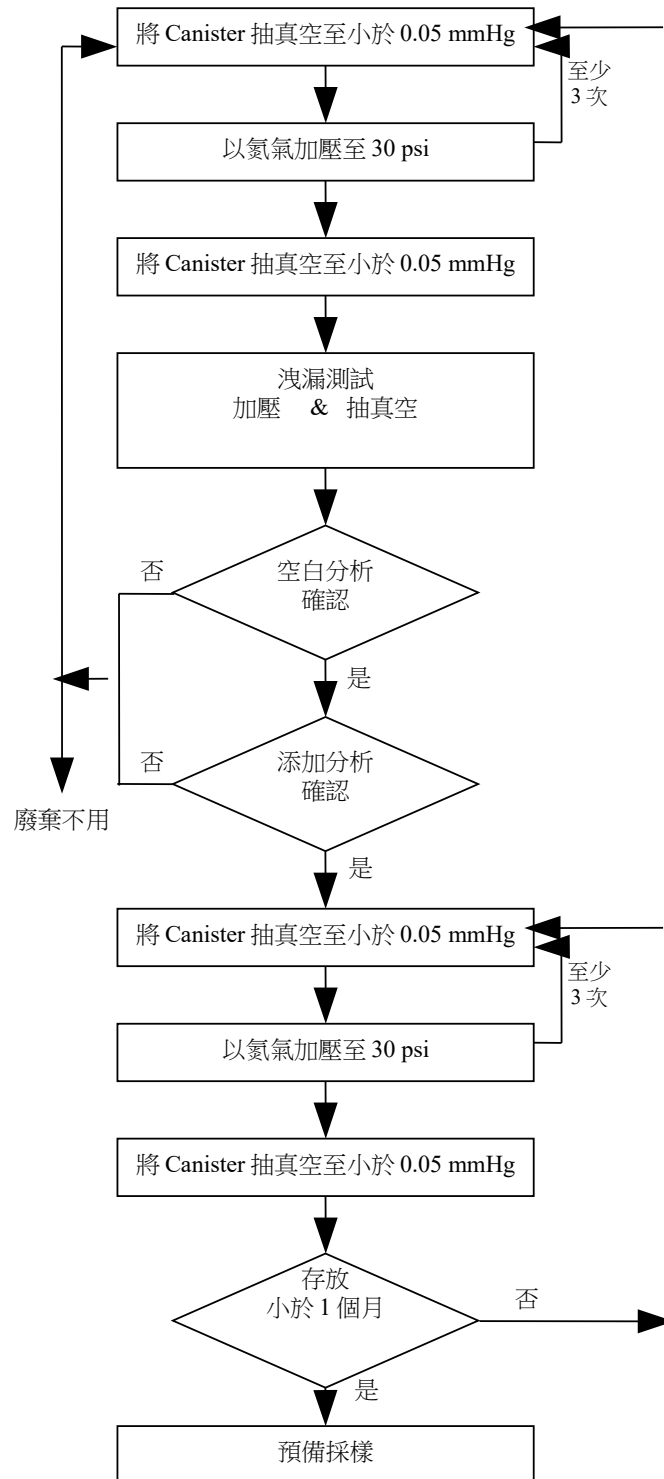 將 Canister 抽真空至小於 0.05 mmHg
至少
3 次
以氦氣加壓至 30 psi
將 Canister 抽真空至小於 0.05 mmHg
洩漏測試
加壓 & 抽真空
空白分析
確認
否
是
添加分析
確認
否
廢棄不用
是
將 Canister 抽真空至小於 0.05 mmHg
至少
3 次
以氦氣加壓至 30 psi
將 Canister 抽真空至小於 0.05 mmHg
存放
小於 1 個月
否
是
預備採樣